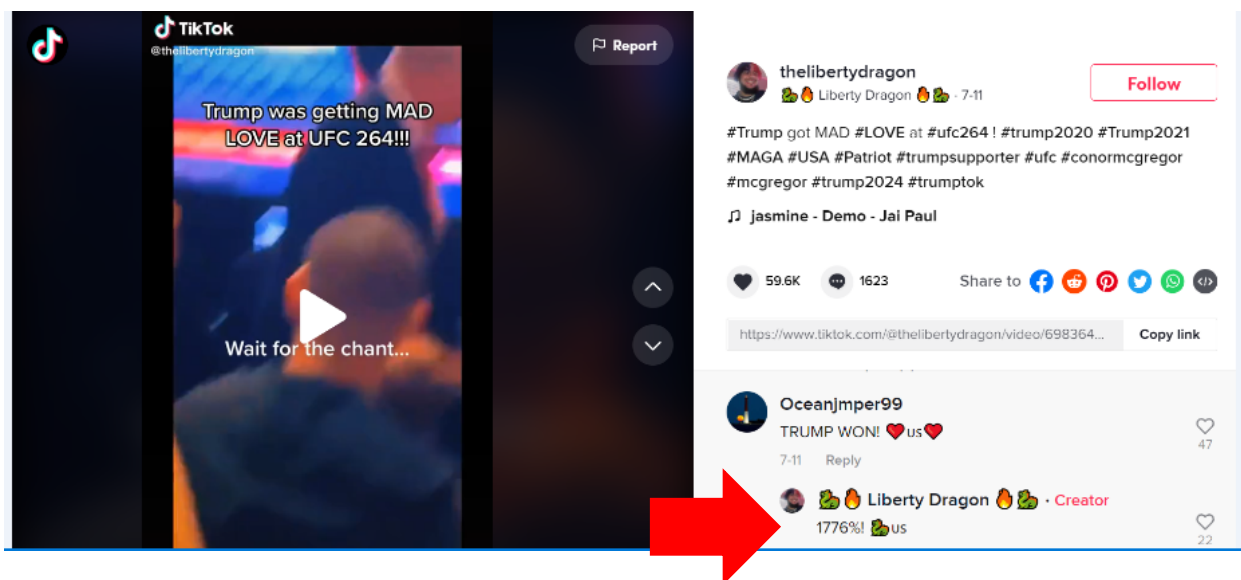 TikTok
@thelibertydragon
Report
Trump was getting MAD
LOVE at UFC 264!!!
Wait for the chant...
thelibertydragon
🐉🔥 Liberty Dragon 🔥🐉 · 7-11
Follow
#Trump got MAD #LOVE at #ufc264 ! #trump2020 #Trump2021
#MAGA #USA #Patriot #trumpsupporter #ufc #conormcgregor
#mcgregor #trump2024 #trumptok
♫ jasmine - Demo - Jai Paul
59.6K
1623
Share to
https://www.tiktok.com/@thelibertydragon/video/698364...
Copy link
Oceanjmper99
TRUMP WON! ❤️us❤️
47
7-11 Reply
🐉🔥 Liberty Dragon 🔥🐉 · Creator
1776%! 🐉us
22